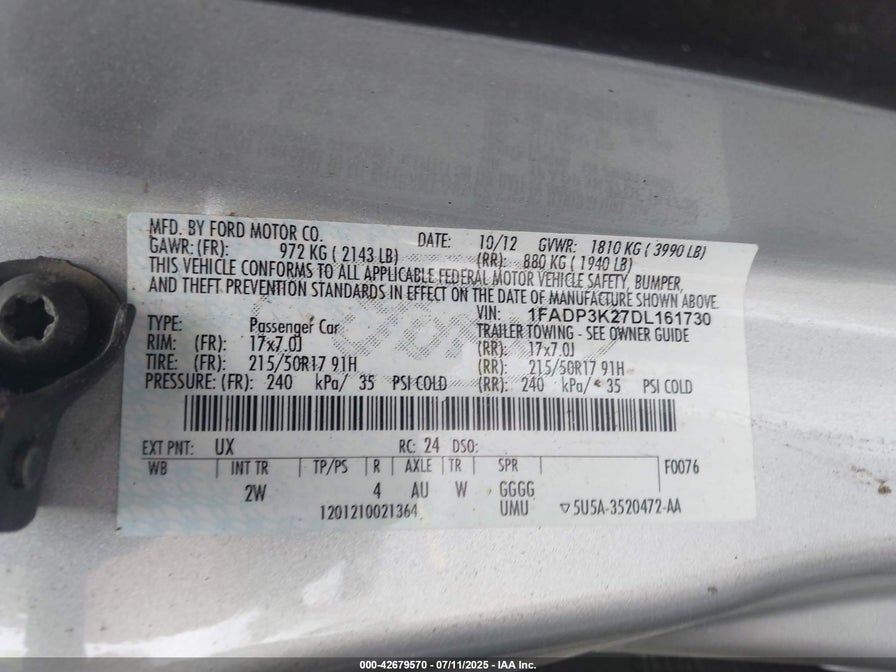 MFD. BY FORD MOTOR CO. DATE: 10/12 GVWR: 1810 KG ( 3990 LB)
GAWR: (FR): 972 KG ( 2143 LB) (RR): 880 KG ( 1940 LB)
THIS VEHICLE CONFORMS TO ALL APPLICABLE FEDERAL MOTOR VEHICLE SAFETY, BUMPER,
AND THEFT PREVENTION STANDARDS IN EFFECT ON THE DATE OF MANUFACTURE SHOWN ABOVE.
VIN: 1FADP3K27DL161730
TYPE: Passenger Car TRAILER TOWING - SEE OWNER GUIDE
RIM: (FR): 17x7.0J (RR): 17x7.0J
TIRE: (FR): 215/50R17 91H (RR): 215/50R17 91H
PRESSURE: (FR): 240 kPa/ 35 PSI COLD (RR): 240 kPa/ 35 PSI COLD
EXT PNT: UX RC: 24 DSO:
WB INT TR TP/PS R AXLE TR SPR F0076
2W 4 AU W GGGG
1201210021364 UMU ▽5U5A-3520472-AA
000-42679570 - 07/11/2025 - IAA Inc.